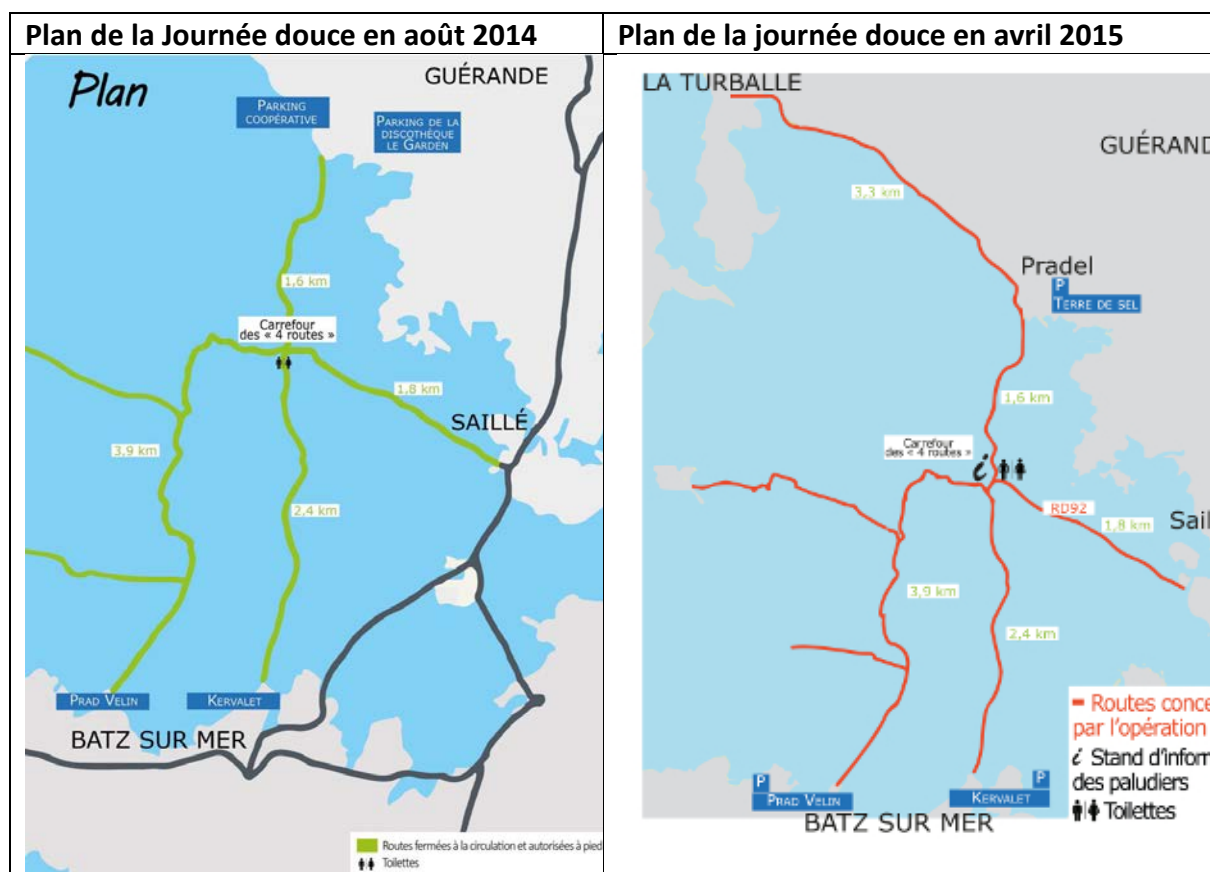 Plan de la Journée douce en août 2014
Plan
GUÉRANDE
PARKING
COOPÉRATIVE
PARKING DE LA
DISCOTHÈQUE
LE GARDEN
1,6 km
Carrefour
des « 4 routes »
1,8 km
SAILLÉ
3,9 km
2,4 km
PRAD VELIN
KERVALET
BATZ SUR MER
Routes fermées à la circulation et autorisées à pied
Toilettes
Plan de la journée douce en avril 2015
LA TURBALLE
GUÉRAND
3,3 km
Pradel
P
TERRE DE SEL
1,6 km
Carrefour
des « 4 routes »
i
RD92
1,8 km
Sail
3,9 km
2,4 km
Routes conce
par l'opération
i Stand d'inform
des paludiers
Toilettes
P
PRAD VELIN
KERVALET
P
BATZ SUR MER